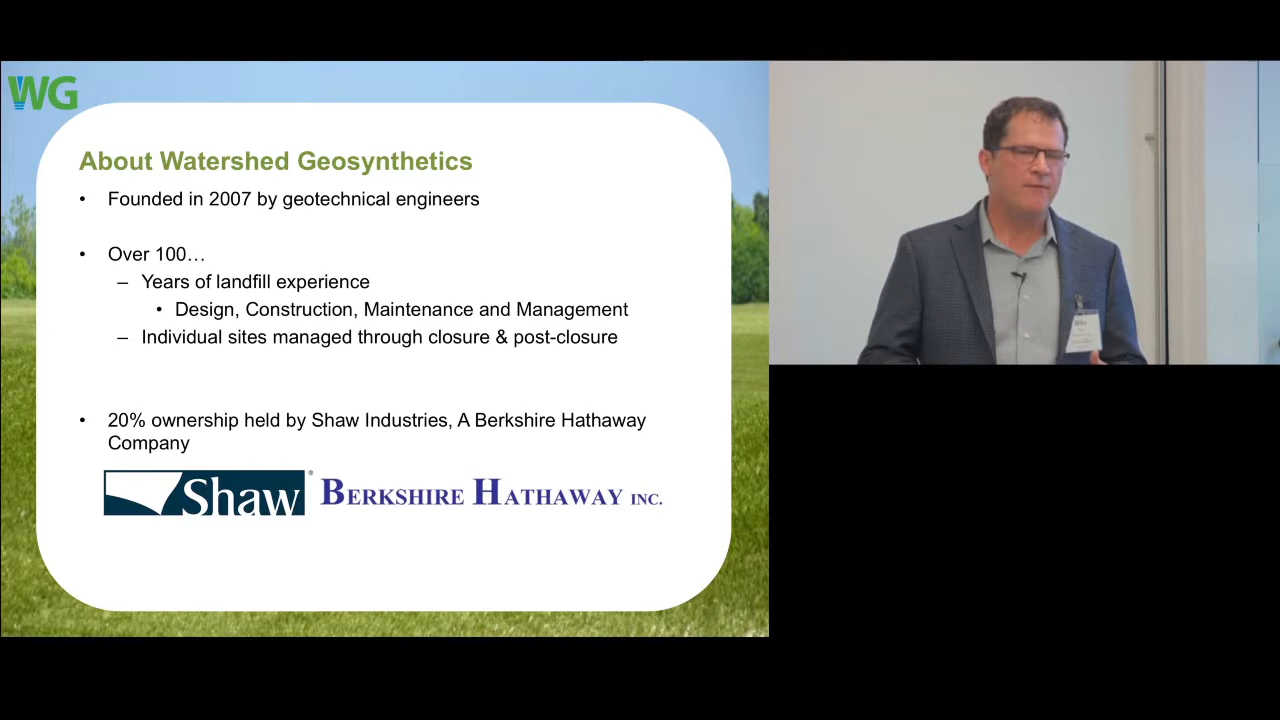 WG
About Watershed Geosynthetics
• Founded in 2007 by geotechnical engineers
• Over 100…
– Years of landfill experience
• Design, Construction, Maintenance and Management
– Individual sites managed through closure & post-closure
• 20% ownership held by Shaw Industries, A Berkshire Hathaway
Company
Shaw®
BERKSHIRE HATHAWAY INC.